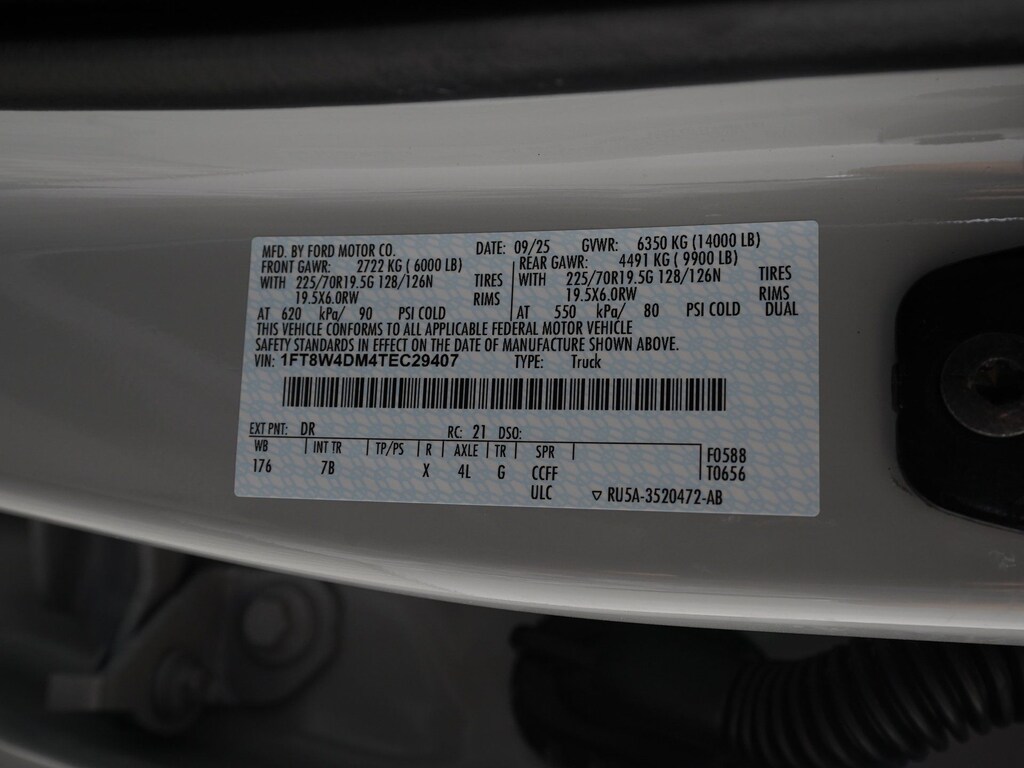 MFD. BY FORD MOTOR CO. DATE: 09/25 GVWR: 6350 KG (14000 LB)
FRONT GAWR: 2722 KG ( 6000 LB) REAR GAWR: 4491 KG ( 9900 LB)
WITH 225/70R19.5G 128/126N TIRES WITH 225/70R19.5G 128/126N TIRES
19.5X6.0RW RIMS 19.5X6.0RW RIMS
AT 620 kPa/ 90 PSI COLD AT 550 kPa/ 80 PSI COLD DUAL
THIS VEHICLE CONFORMS TO ALL APPLICABLE FEDERAL MOTOR VEHICLE
SAFETY STANDARDS IN EFFECT ON THE DATE OF MANUFACTURE SHOWN ABOVE.
VIN: 1FT8W4DM4TEC29407 TYPE: Truck
EXT PNT: DR RC: 21 DSO:
WB INT TR TP/PS R AXLE TR SPR F0588
176 7B X 4L G CCFF T0656
ULC RU5A-3520472-AB